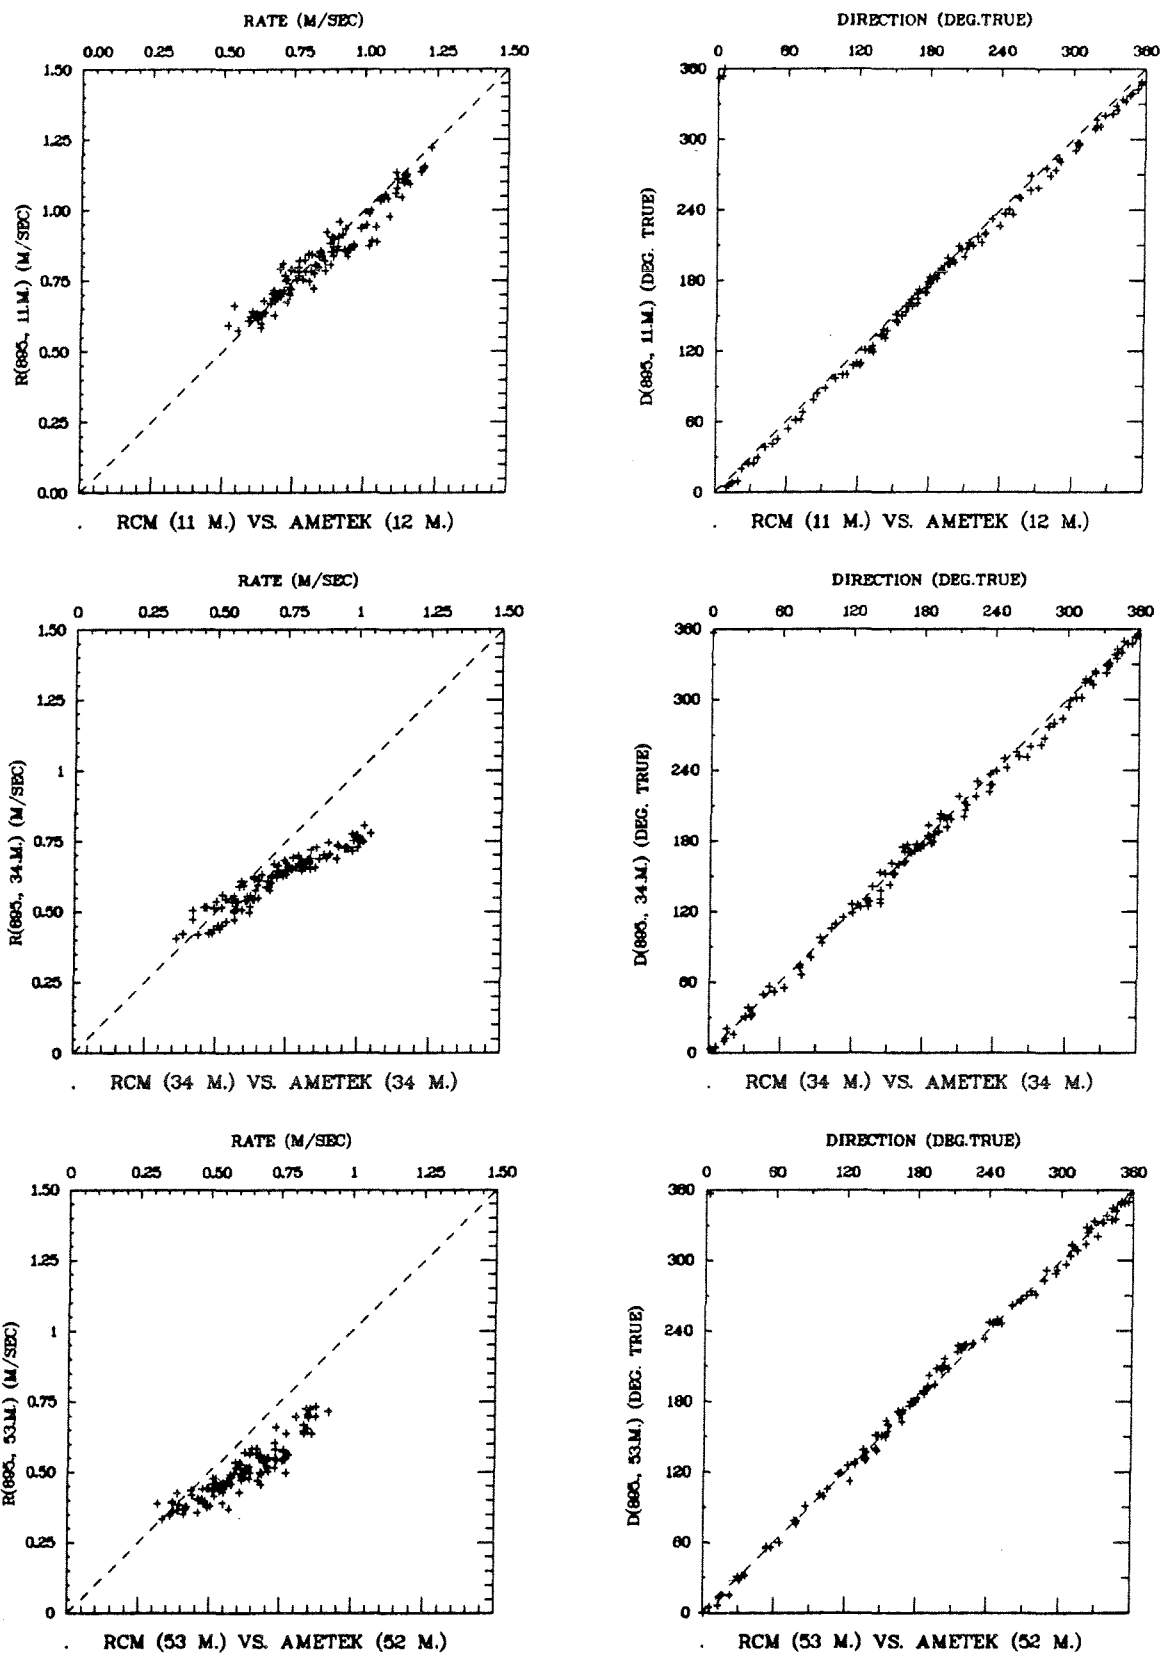 RATE (M/SEC)
0.00 0.25 0.50 0.75 1.00 1.25 1.50
1.50
1.25
1.00
0.75
0.50
0.25
0.00
R(895., 11.M.) (M/SEC)
RCM (11 M.) VS. AMETEK (12 M.)
DIRECTION (DEG.TRUE)
0 60 120 180 240 300 360
360
300
240
180
120
60
0
D(895., 11.M.) (DEG. TRUE)
RCM (11 M.) VS. AMETEK (12 M.)
RATE (M/SEC)
0 0.25 0.50 0.75 1 1.25 1.50
1.50
1.25
1
0.75
0.50
0.25
0
R(895., 34.M.) (M/SEC)
RCM (34 M.) VS. AMETEK (34 M.)
DIRECTION (DEG.TRUE)
0 60 120 180 240 300 360
360
300
240
180
120
60
0
D(895., 34.M.) (DEG. TRUE)
RCM (34 M.) VS. AMETEK (34 M.)
RATE (M/SEC)
0 0.25 0.50 0.75 1 1.25 1.50
1.50
1.25
1
0.75
0.50
0.25
0
R(895., 53.M.) (M/SEC)
RCM (53 M.) VS. AMETEK (52 M.)
DIRECTION (DEG.TRUE)
0 60 120 180 240 300 360
360
300
240
180
120
60
0
D(895., 53.M.) (DEG. TRUE)
RCM (53 M.) VS. AMETEK (52 M.)